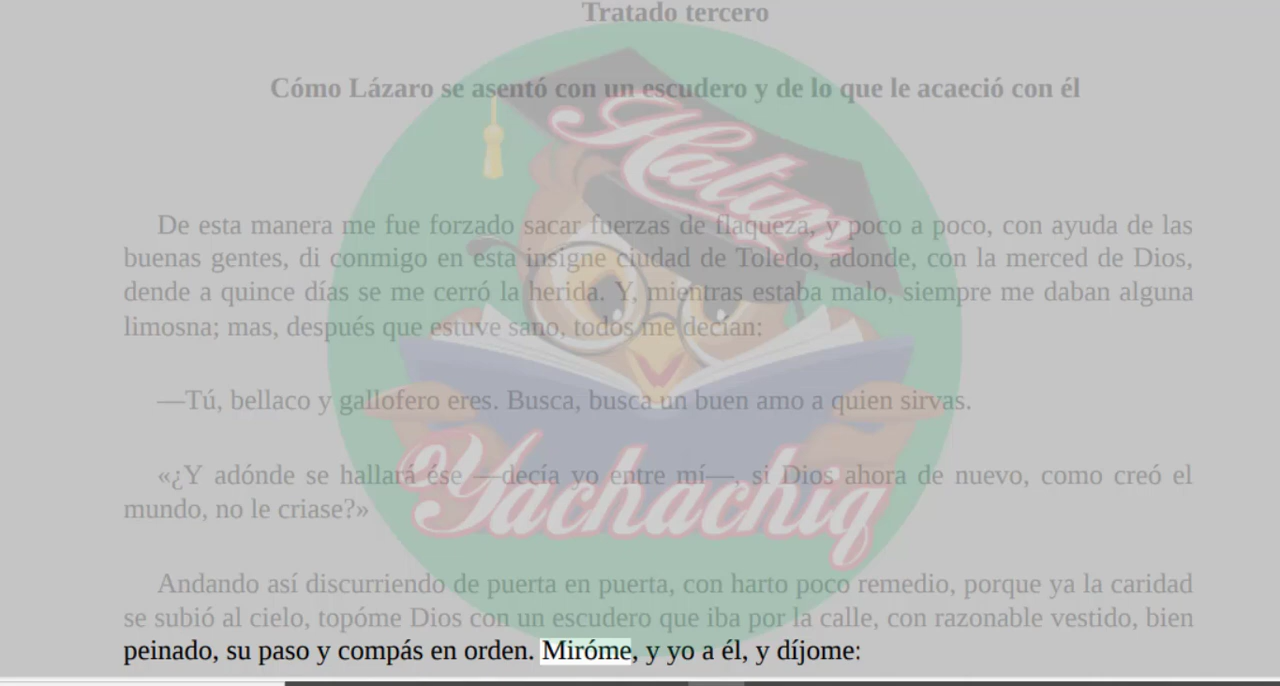 Tratado tercero
Cómo Lázaro se asentó con un escudero y de lo que le acaeció con él
Hatun
De esta manera me fue forzado sacar fuerzas de flaqueza, y poco a poco, con ayuda de las
buenas gentes, di conmigo en esta insigne ciudad de Toledo, adonde, con la merced de Dios,
dende a quince días se me cerró la herida. Y, mientras estaba malo, siempre me daban alguna
limosna; mas, después que estuve sano, todos me decían:
—Tú, bellaco y gallofero eres. Busca, busca un buen amo a quien sirvas.
«¿Y adónde se hallará ése —decía yo entre mí—, si Dios ahora de nuevo, como creó el
mundo, no le criase?»
Yachachiq
Andando así discurriendo de puerta en puerta, con harto poco remedio, porque ya la caridad
se subió al cielo, topóme Dios con un escudero que iba por la calle, con razonable vestido, bien
peinado, su paso y compás en orden. Miróme, y yo a él, y díjome: